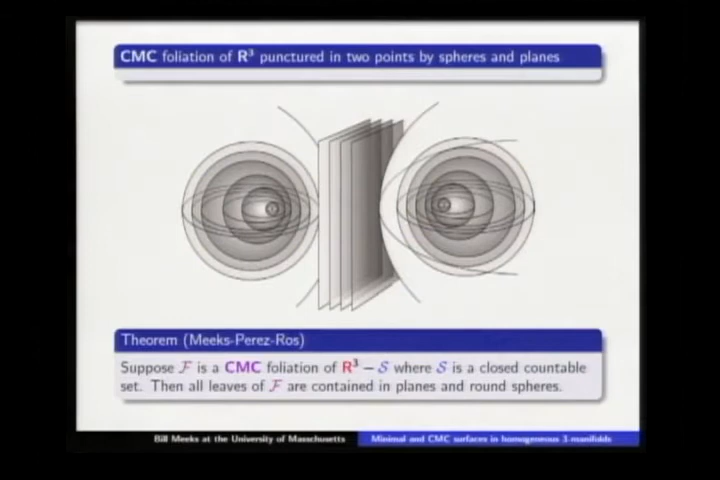 CMC foliation of R³ punctured in two points by spheres and planes
Theorem (Meeks-Perez-Ros)
Suppose F is a CMC foliation of R³ − S where S is a closed countable
set. Then all leaves of F are contained in planes and round spheres.
Bill Meeks at the University of Massachusetts
Minimal and CMC surfaces in homogeneous 3-manifolds